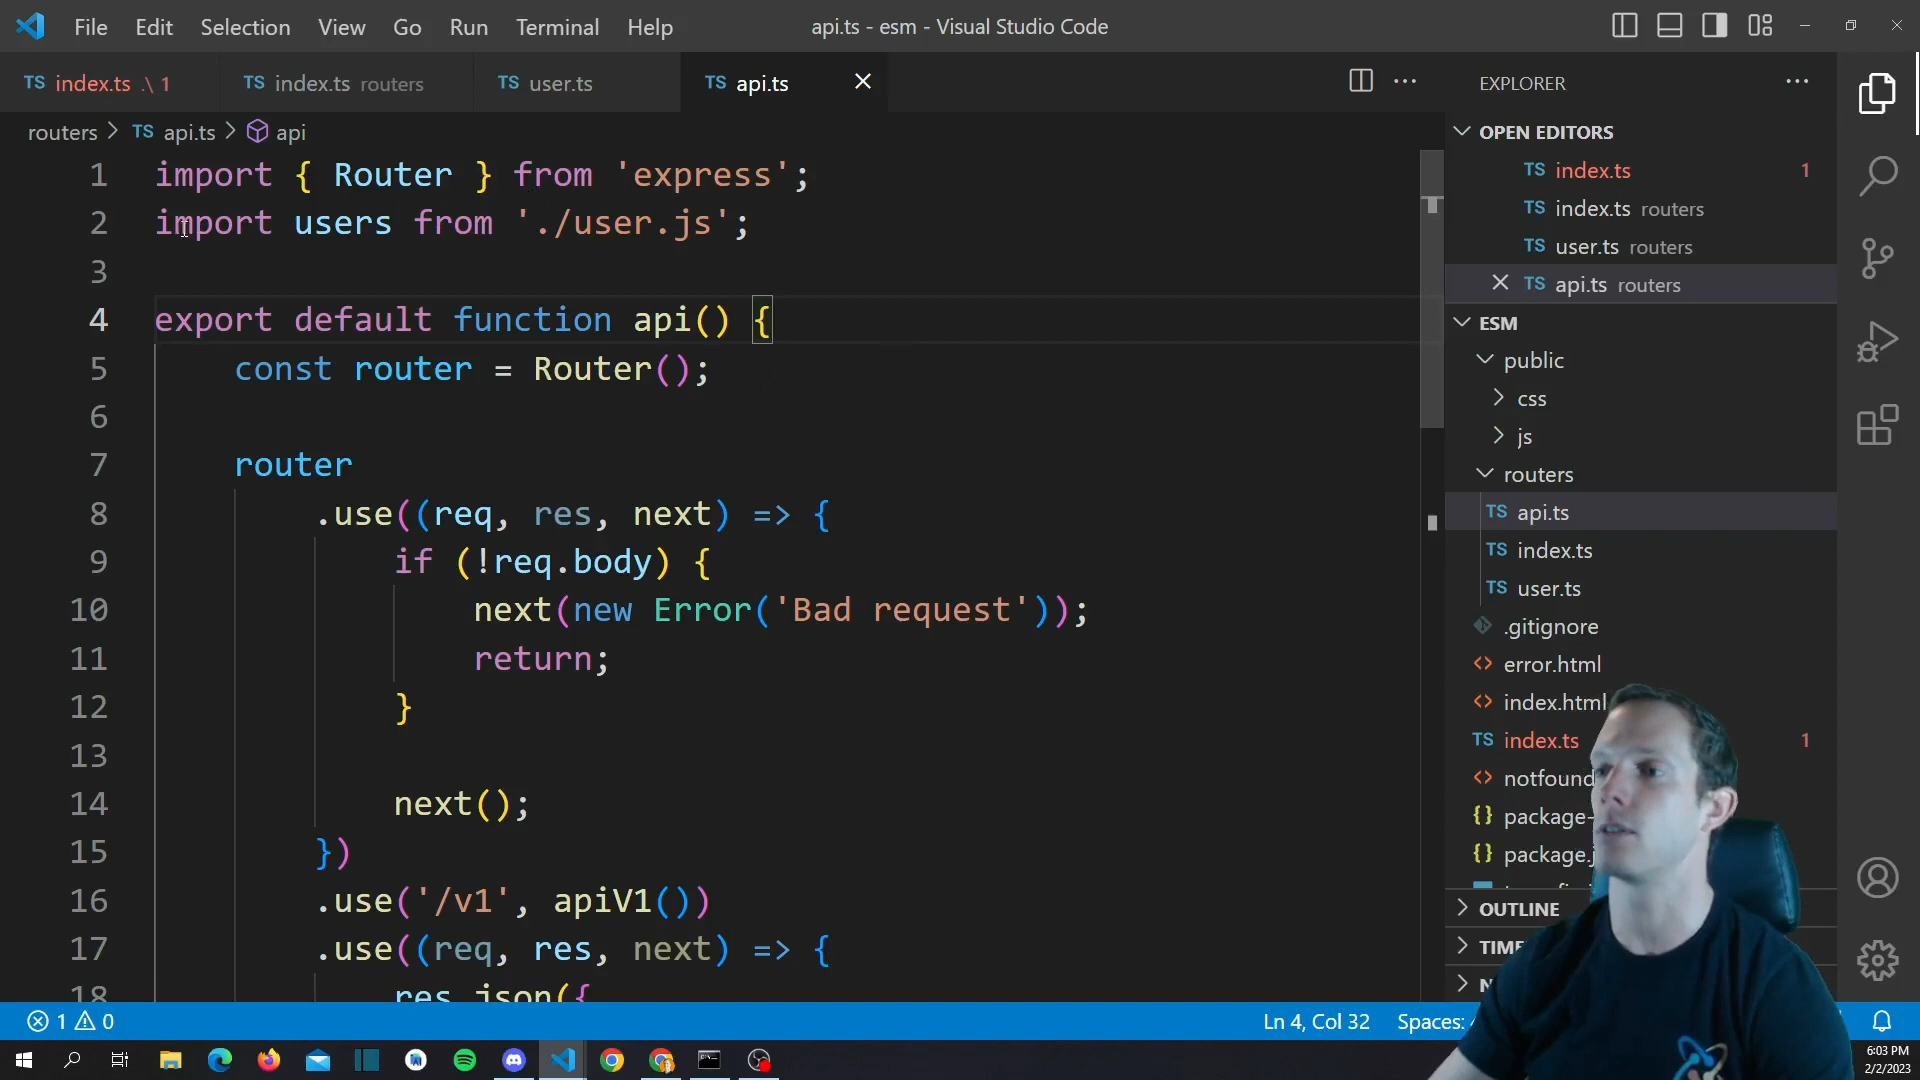 File Edit Selection View Go Run Terminal Help
api.ts - esm - Visual Studio Code
TS index.ts .\ 1
TS index.ts routers
TS user.ts
TS api.ts
routers > TS api.ts > api
1 import { Router } from 'express';
2 import users from './user.js';
3
4 export default function api() {
5 const router = Router();
6
7 router
8 .use((req, res, next) => {
9 if (!req.body) {
10 next(new Error('Bad request'));
11 return;
12 }
13
14 next();
15 })
16 .use('/v1', apiV1())
17 .use((req, res, next) => {
18 res.json({
EXPLORER
OPEN EDITORS
TS index.ts 1
TS index.ts routers
TS user.ts routers
TS api.ts routers
ESM
public
css
js
routers
TS api.ts
TS index.ts
TS user.ts
.gitignore
error.html
index.html
TS index.ts 1
notfound
package-
package.j
OUTLINE
TIME
N
1 0
Ln 4, Col 32
Spaces:
6:03 PM
2/2/2023